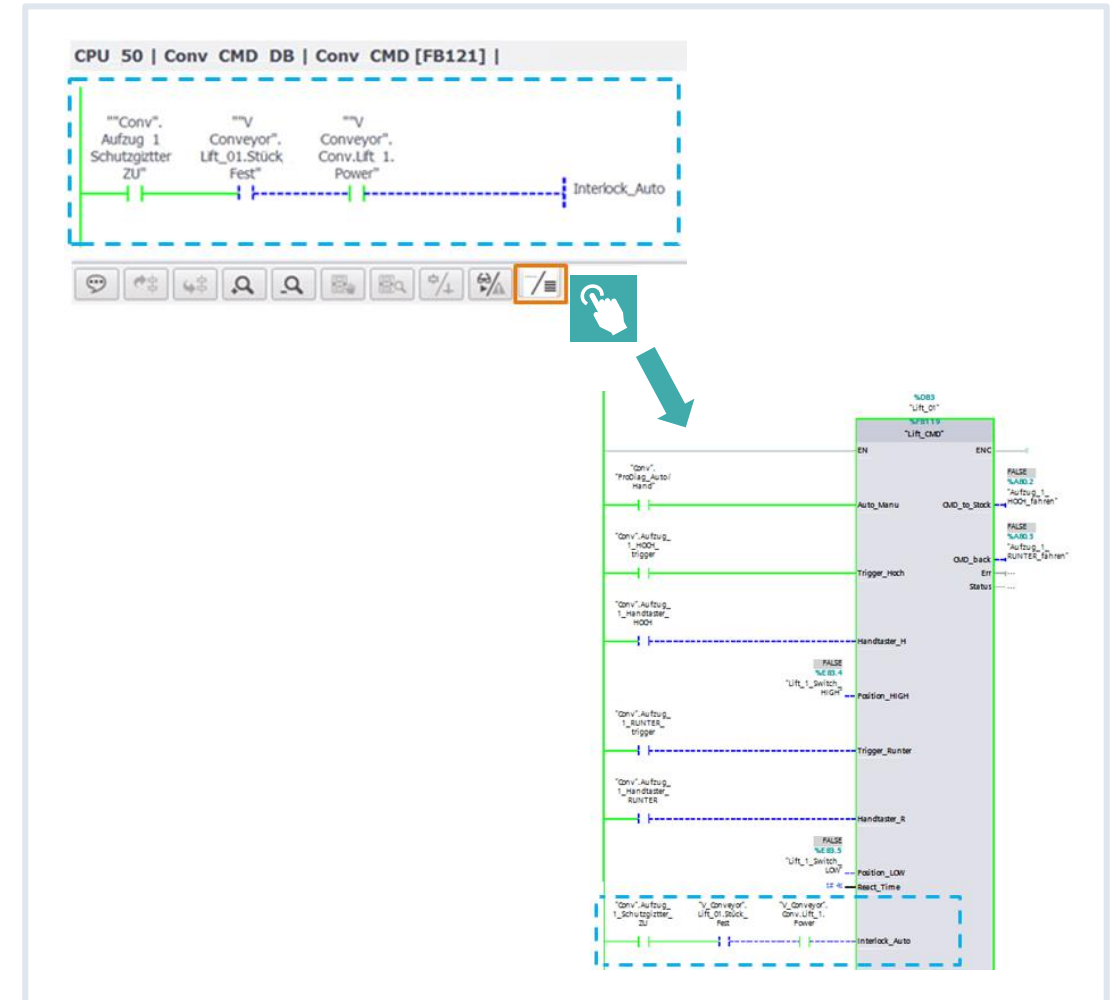 CPU 50 | Conv CMD DB | Conv CMD [FB121] |
""Conv".
Aufzug 1
Schutzgiztter
ZU"
""V
Conveyor".
Lift_01.Stück
Fest"
""V
Conveyor".
Conv.Lift 1.
Power"
Interlock_Auto
%DB3
"Lift_01"
%FB119
"Lift_CMD"
EN
ENC
"Conv".
"ProDiag_Auto/
Hand"
Auto_Manu
CMD_to_Stock
FALSE
%A80.2
"Aufzug_1_
HOCH_fahren"
"Conv".Aufzug_
1_HOCH_
trigger
Trigger_Hoch
CMD_back
FALSE
%A80.3
"Aufzug_1_
RUNTER_fahren"
Err
Status
"Conv".Aufzug_
1_Handtaster_
HOCH
Handtaster_H
FALSE
%E83.4
"Lift_1_Switch_
HIGH"
Position_HIGH
"Conv".Aufzug_
1_RUNTER_
trigger
Trigger_Runter
"Conv".Aufzug_
1_Handtaster_
RUNTER
Handtaster_R
FALSE
%E83.5
"Lift_1_Switch_
LOW"
Position_LOW
React_Time
"Conv".Aufzug_
1_Schutzgiztter_
ZU
"V_Conveyor".
Lift_01.Stück_
Fest
"V_Conveyor".
Conv.Lift_1.
Power
Interlock_Auto